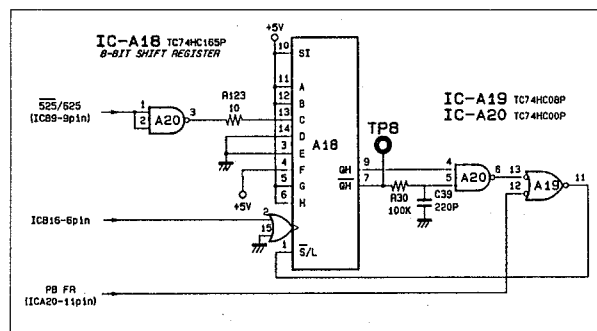 +5V
IC-A18 TC74HC165P
8-BIT SHIFT REGISTER
10 SI
11 A
12 B
13 C
14 D
3 E
4 F
5 G
6 H
A18
525/625
(ICB9-9pin)
1
2
A20
3
R123
10
+5V
ICB16-6pin
2
15
1 S/L
PB FR
(ICA20-11pin)
IC-A19 TC74HC08P
IC-A20 TC74HC00P
TP8
QH 9
QH 7
R30
100K
C39
220P
4
5
A20
6
13
12
A19
11